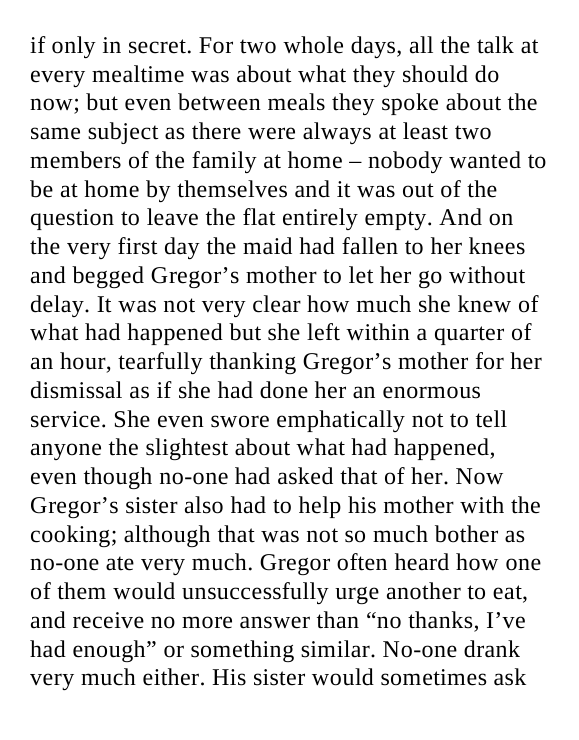 if only in secret. For two whole days, all the talk at
every mealtime was about what they should do
now; but even between meals they spoke about the
same subject as there were always at least two
members of the family at home – nobody wanted to
be at home by themselves and it was out of the
question to leave the flat entirely empty. And on
the very first day the maid had fallen to her knees
and begged Gregor’s mother to let her go without
delay. It was not very clear how much she knew of
what had happened but she left within a quarter of
an hour, tearfully thanking Gregor’s mother for her
dismissal as if she had done her an enormous
service. She even swore emphatically not to tell
anyone the slightest about what had happened,
even though no-one had asked that of her. Now
Gregor’s sister also had to help his mother with the
cooking; although that was not so much bother as
no-one ate very much. Gregor often heard how one
of them would unsuccessfully urge another to eat,
and receive no more answer than “no thanks, I’ve
had enough” or something similar. No-one drank
very much either. His sister would sometimes ask